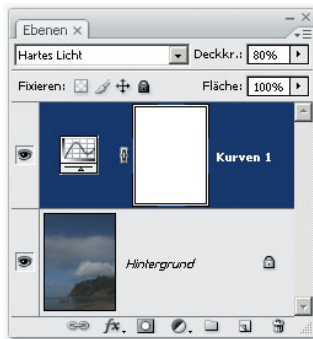 Ebenen ×
Hartes Licht Deckkr.: 80%
Fixieren: Fläche: 100%
Kurven 1
Hintergrund
fx.